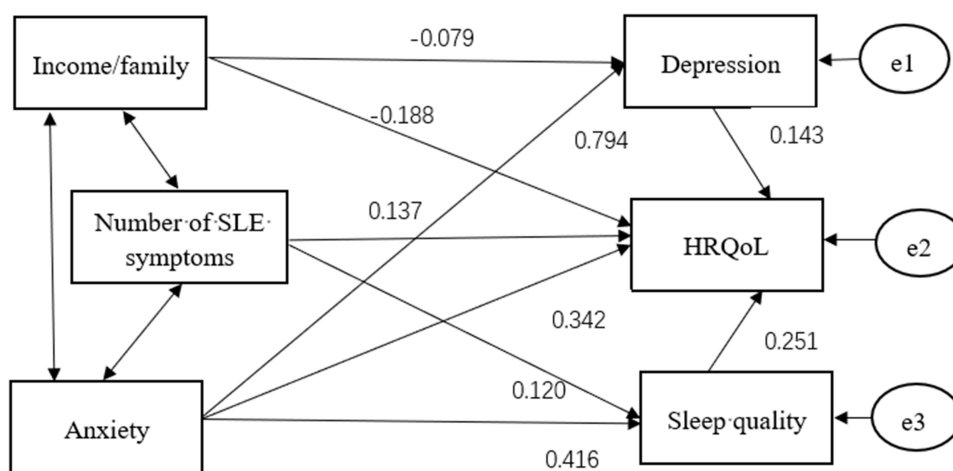 -0.079
Income/family
Depression
e1
-0.188
0.794
0.143
Number of SLE
symptoms
0.137
HRQoL
e2
0.342
0.251
0.120
Anxiety
Sleep quality
e3
0.416